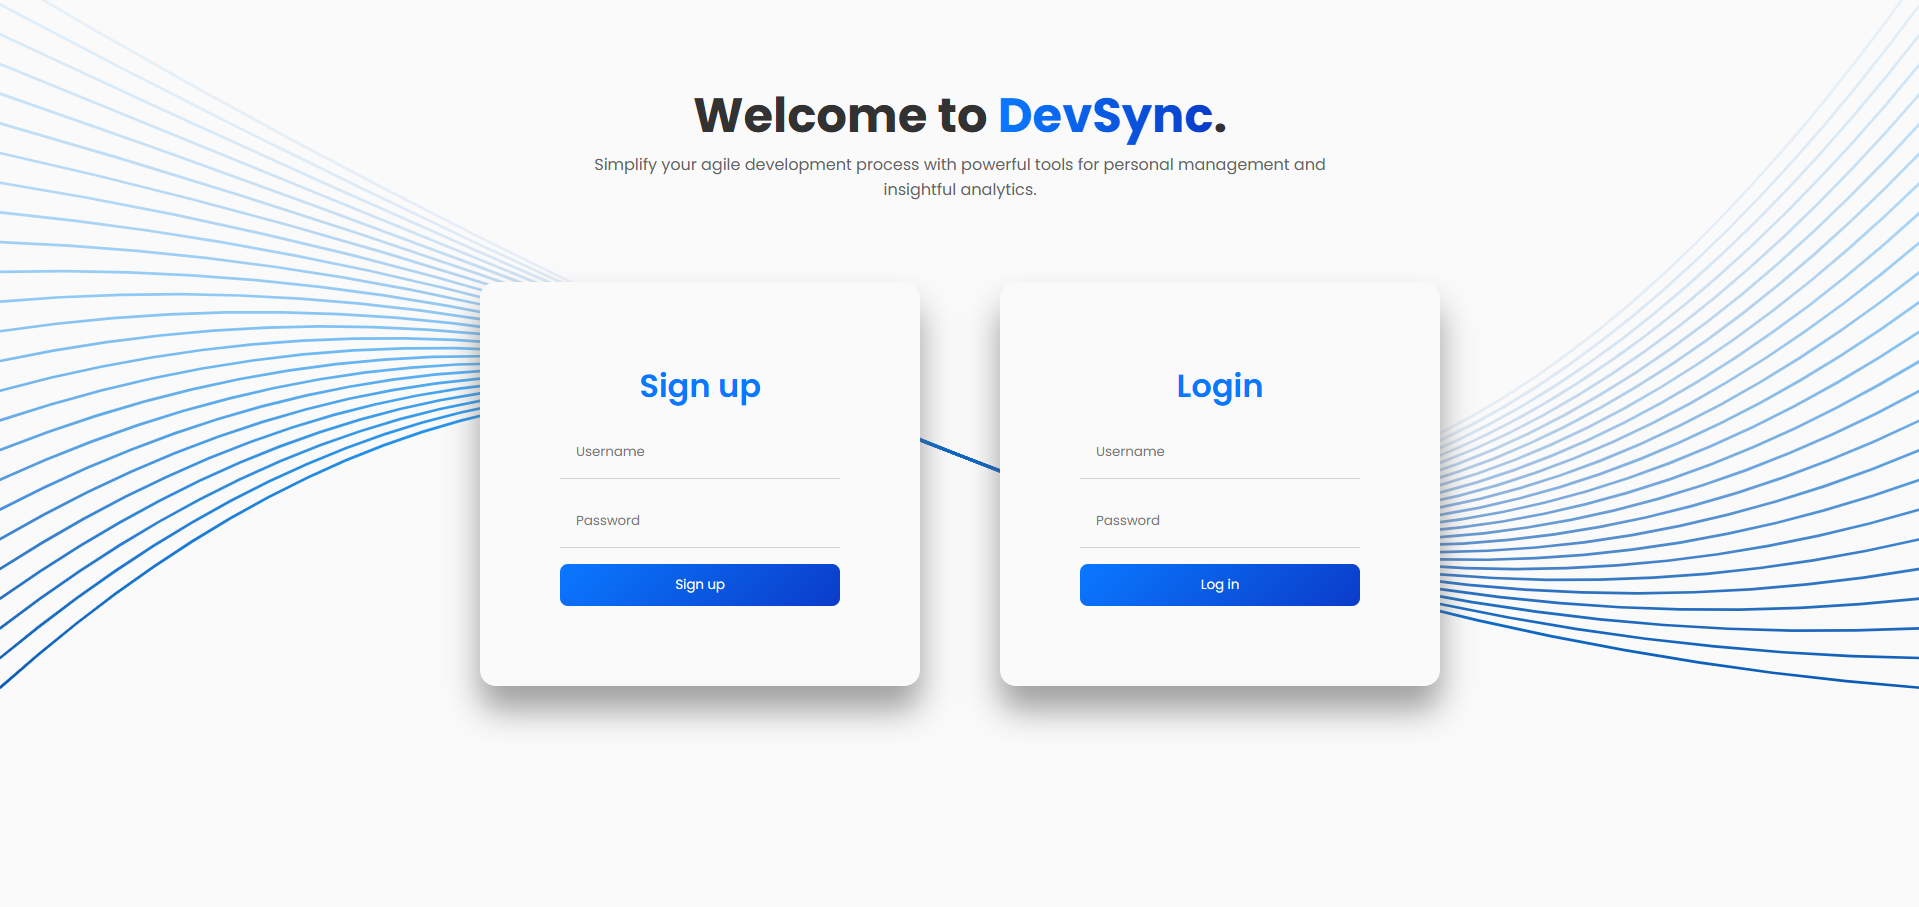 Welcome to DevSync.
Simplify your agile development process with powerful tools for personal management and
insightful analytics.
Sign up
Username
Password
Sign up
Login
Username
Password
Log in